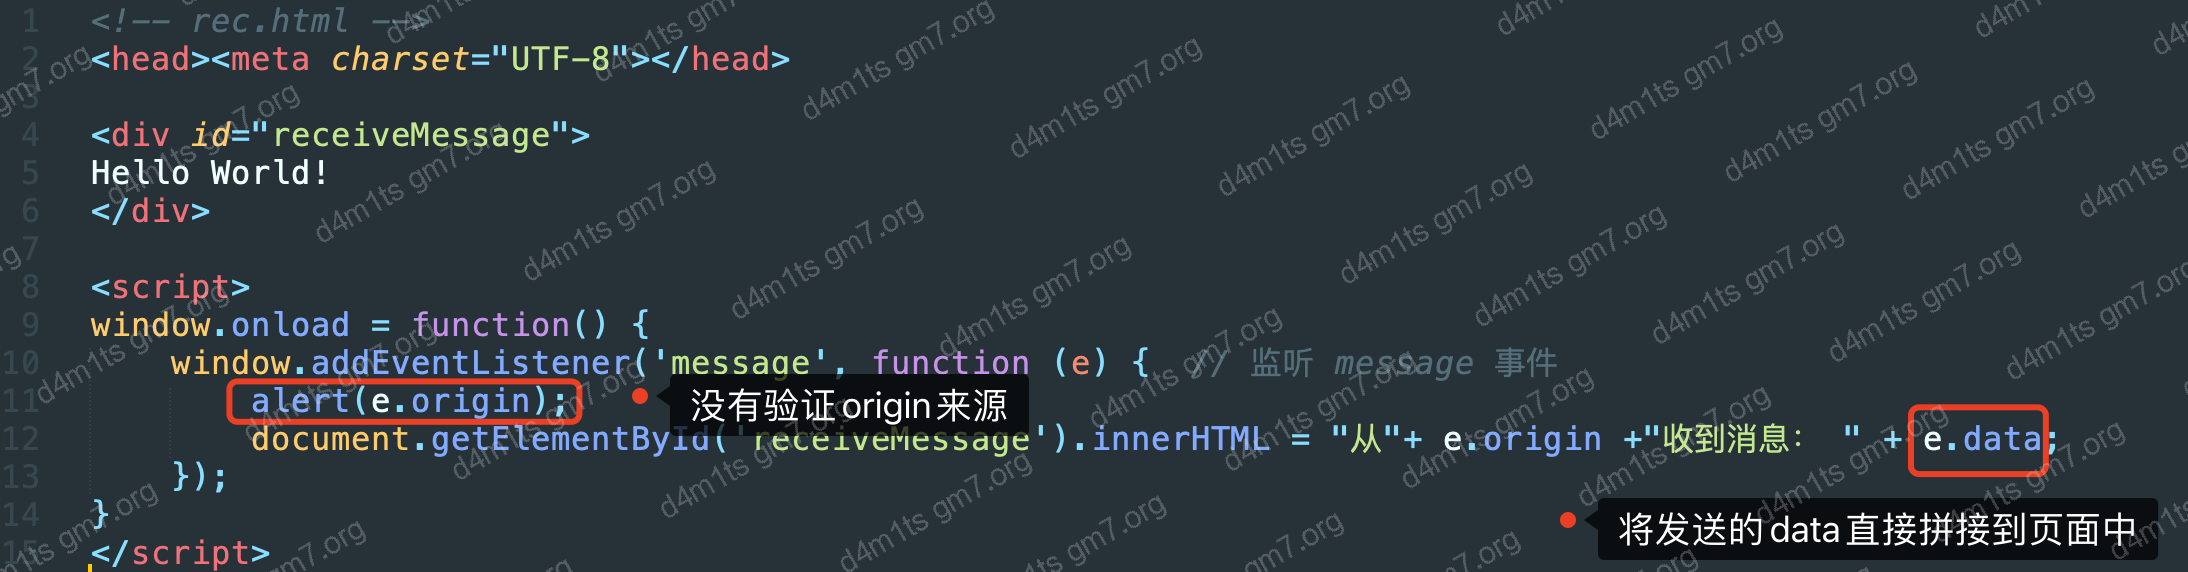 1 <!-- rec.html -->
2 <head><meta charset="UTF-8"></head>
3
4 <div id="receiveMessage">
5 Hello World!
6 </div>
7
8 <script>
9 window.onload = function() {
10 window.addEventListener('message', function (e) { // 监听 message 事件
11 alert(e.origin);
没有验证origin来源
12 document.getElementById('receiveMessage').innerHTML = "从"+ e.origin +"收到消息： " + e.data;
13 });
14 }
将发送的data直接拼接到页面中
15 </script>
d4m1ts gm7.org